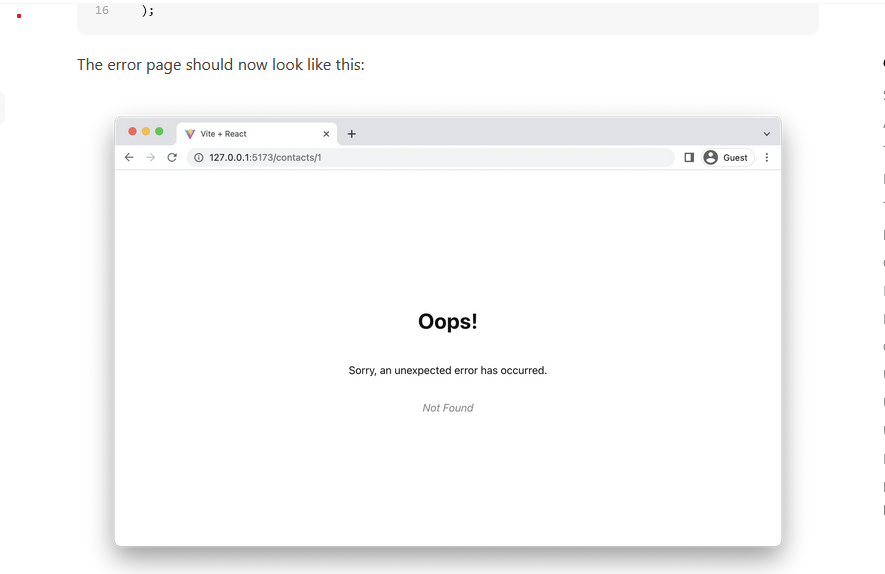 16 );
The error page should now look like this:
Vite + React
127.0.0.1:5173/contacts/1
Guest
Oops!
Sorry, an unexpected error has occurred.
Not Found